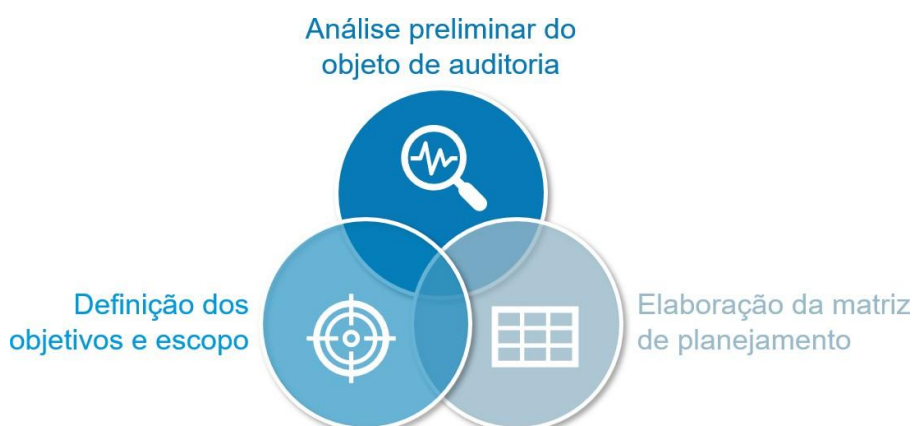 Análise preliminar do
objeto de auditoria
Definição dos
objetivos e escopo
Elaboração da matriz
de planejamento